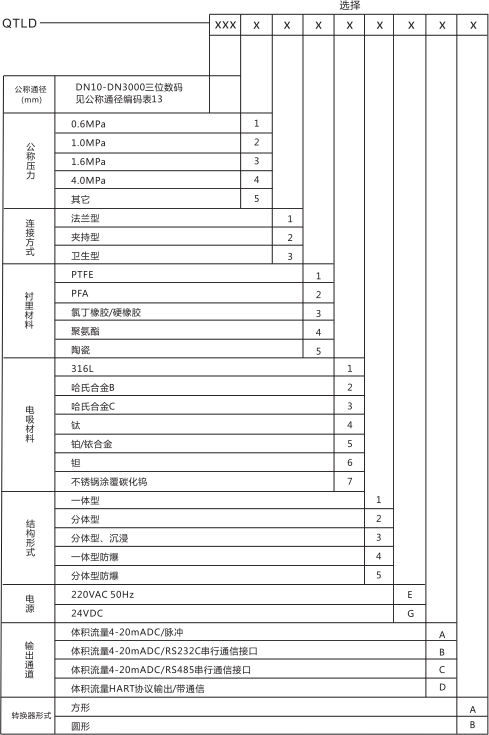 选择
QTLD XXX X X X X X X X X
公称通径
(mm)
DN10-DN3000三位数码
见公称通径编码表13
公称压力
0.6MPa 1
1.0MPa 2
1.6MPa 3
4.0MPa 4
其它 5
连接方式
法兰型 1
夹持型 2
卫生型 3
衬里材料
PTFE 1
PFA 2
氯丁橡胶/硬橡胶 3
聚氨酯 4
陶瓷 5
电吸材料
316L 1
哈氏合金B 2
哈氏合金C 3
钛 4
铂/铱合金 5
钽 6
不锈钢涂覆碳化钨 7
结构形式
一体型 1
分体型 2
分体型、沉浸 3
一体型防爆 4
分体型防爆 5
电源
220VAC 50Hz E
24VDC G
输出通道
体积流量4-20mADC/脉冲 A
体积流量4-20mADC/RS232C串行通信接口 B
体积流量4-20mADC/RS485串行通信接口 C
体积流量HART协议输出/带通信 D
转换器形式
方形 A
圆形 B